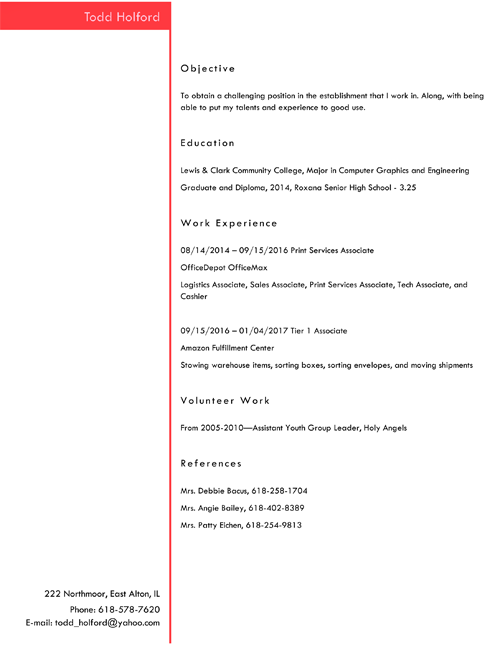 Todd Holford
Objective
To obtain a challenging position in the establishment that I work in. Along, with being
able to put my talents and experience to good use.
Education
Lewis & Clark Community College, Major in Computer Graphics and Engineering
Graduate and Diploma, 2014, Roxana Senior High School - 3.25
Work Experience
08/14/2014 – 09/15/2016 Print Services Associate
OfficeDepot OfficeMax
Logistics Associate, Sales Associate, Print Services Associate, Tech Associate, and
Cashier
09/15/2016 – 01/04/2017 Tier 1 Associate
Amazon Fulfillment Center
Stowing warehouse items, sorting boxes, sorting envelopes, and moving shipments
Volunteer Work
From 2005-2010—Assistant Youth Group Leader, Holy Angels
References
Mrs. Debbie Bacus, 618-258-1704
Mrs. Angie Bailey, 618-402-8389
Mrs. Patty Eichen, 618-254-9813
222 Northmoor, East Alton, IL
Phone: 618-578-7620
E-mail: todd_holford@yahoo.com